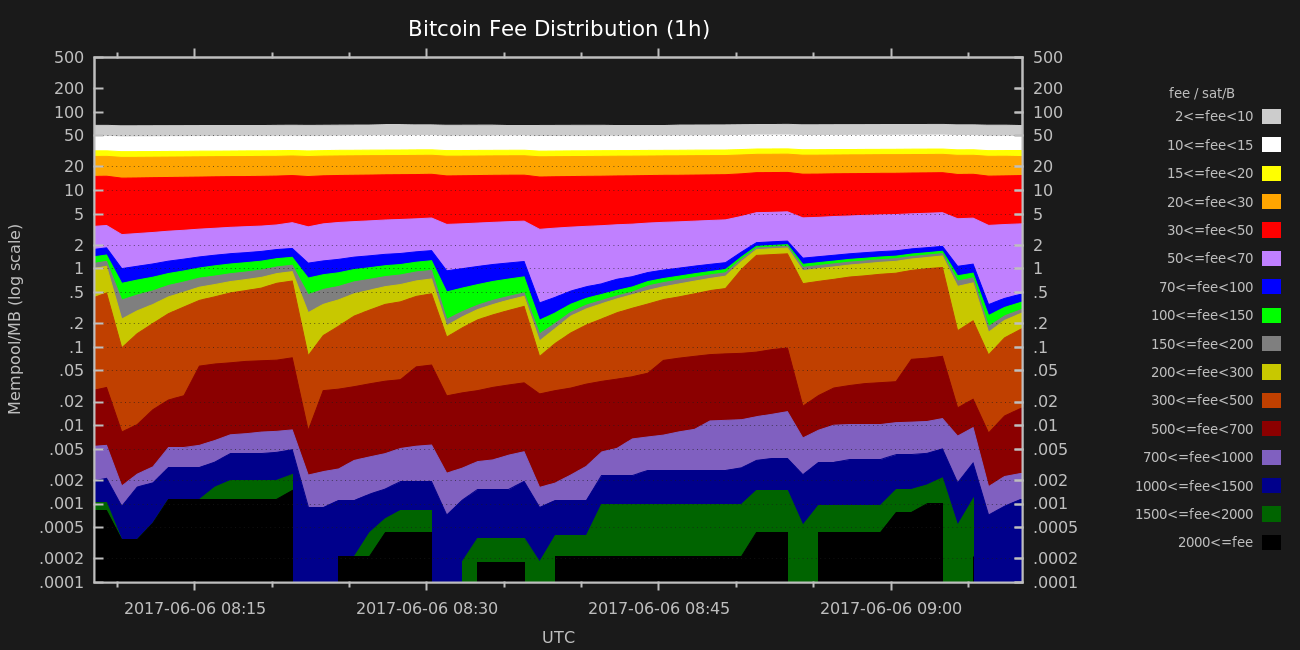 Bitcoin Fee Distribution (1h)
500 500
200 200
100 100
50 50
20 20
10 10
5 5
2 2
1 1
.5 .5
.2 .2
.1 .1
.05 .05
.02 .02
.01 .01
.005 .005
.002 .002
.001 .001
.0005 .0005
.0002 .0002
.0001 .0001
Mempool/MB (log scale)
2017-06-06 08:15 2017-06-06 08:30 2017-06-06 08:45 2017-06-06 09:00
UTC
fee / sat/B
2<=fee<10
10<=fee<15
15<=fee<20
20<=fee<30
30<=fee<50
50<=fee<70
70<=fee<100
100<=fee<150
150<=fee<200
200<=fee<300
300<=fee<500
500<=fee<700
700<=fee<1000
1000<=fee<1500
1500<=fee<2000
2000<=fee